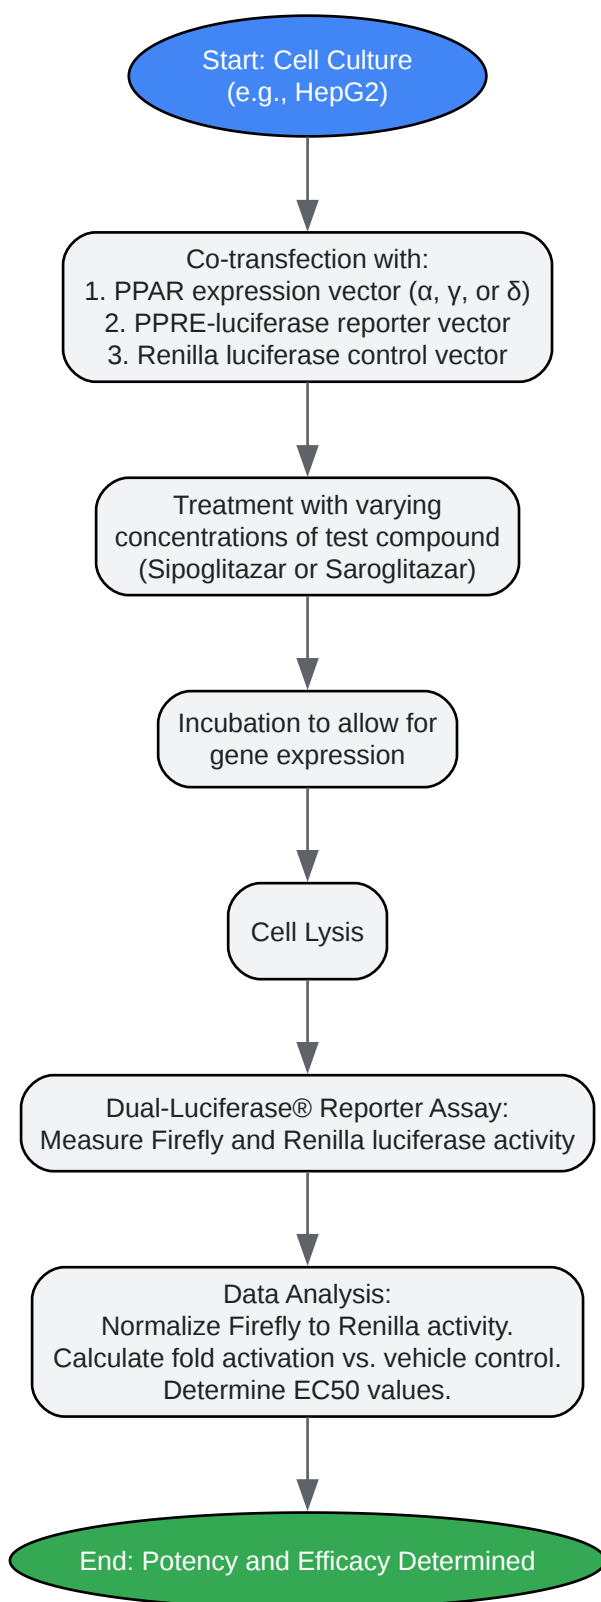 Start: Cell Culture
(e.g., HepG2)
Co-transfection with:
1. PPAR expression vector (α, γ, or δ)
2. PPRE-luciferase reporter vector
3. Renilla luciferase control vector
Treatment with varying
concentrations of test compound
(Sipoglitazar or Saroglitazar)
Incubation to allow for
gene expression
Cell Lysis
Dual-Luciferase® Reporter Assay:
Measure Firefly and Renilla luciferase activity
Data Analysis:
Normalize Firefly to Renilla activity.
Calculate fold activation vs. vehicle control.
Determine EC50 values.
End: Potency and Efficacy Determined